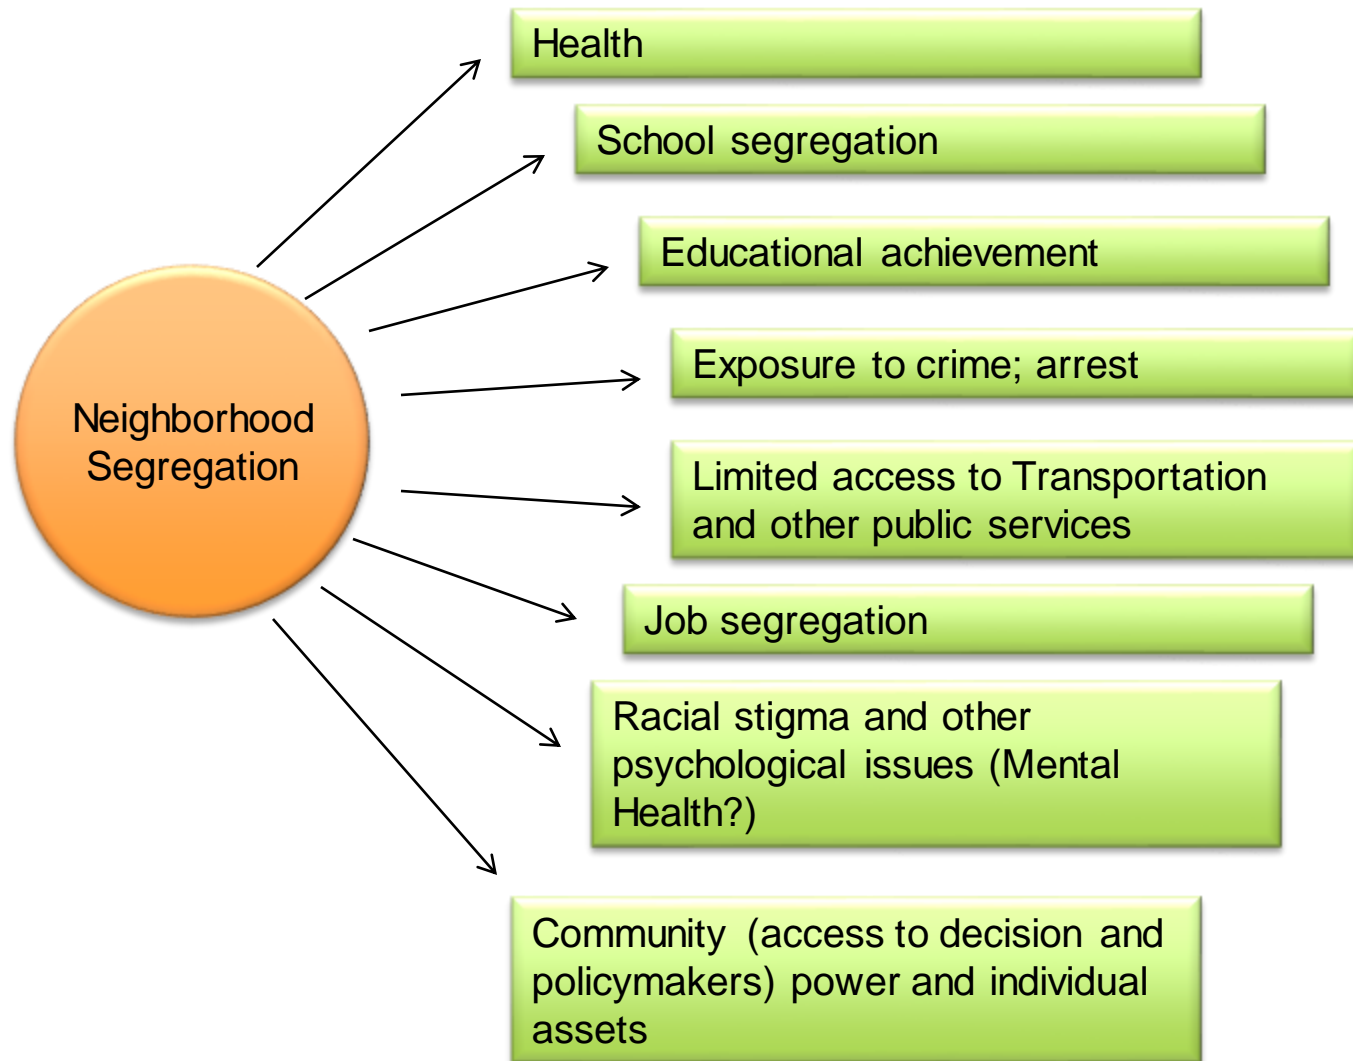 Health
School segregation
Educational achievement
Exposure to crime; arrest
Neighborhood
Segregation
Limited access to Transportation
and other public services
Job segregation
Racial stigma and other
psychological issues (Mental
Health?)
Community (access to decision and
policymakers) power and individual
assets